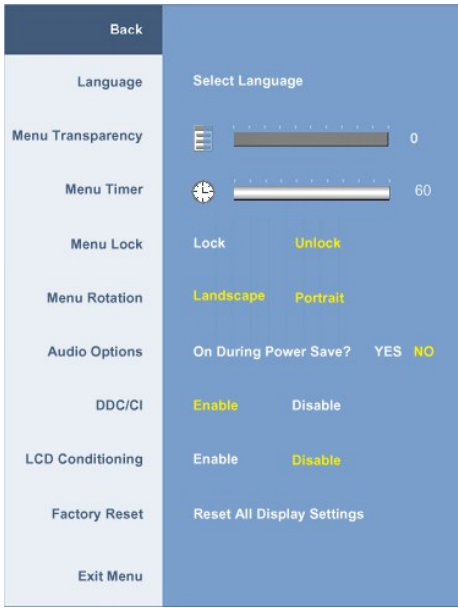 Back
Language Select Language
Menu Transparency 0
Menu Timer 60
Menu Lock Lock Unlock
Menu Rotation Landscape Portrait
Audio Options On During Power Save? YES NO
DDC/CI Enable Disable
LCD Conditioning Enable Disable
Factory Reset Reset All Display Settings
Exit Menu